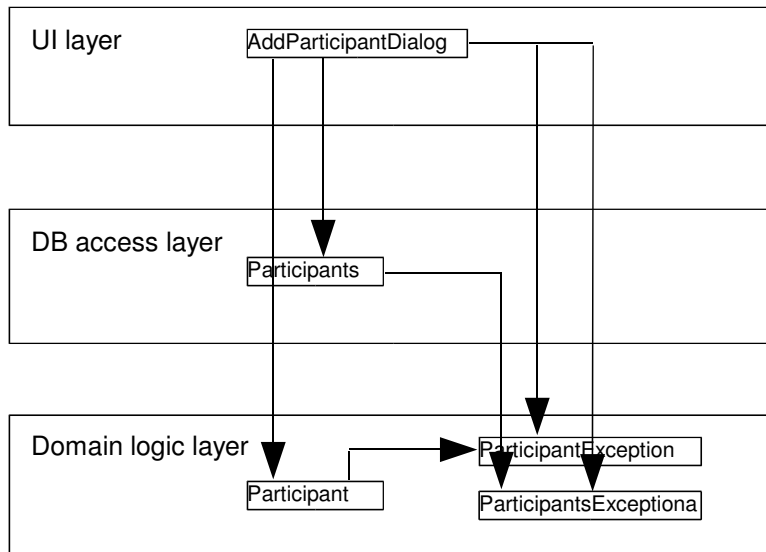 UI layer
AddParticipantDialog
DB access layer
Participants
Domain logic layer
ParticipantException
Participant
ParticipantsExceptiona